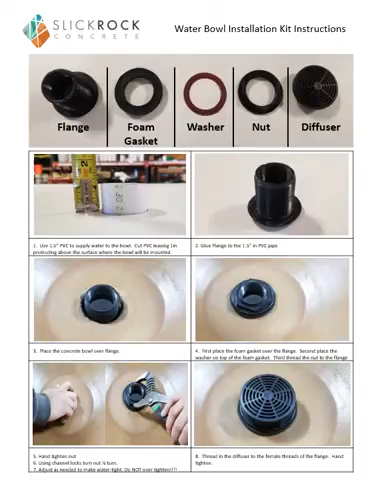 SLICKROCK
CONCRETE
Water Bowl Installation Kit Instructions
Flange
Foam
Gasket
Washer
Nut
Diffuser
1. Use 1.5" PVC to supply water to the bowl. Cut PVC leaving 1in
protruding above the surface where the bowl will be mounted.
2. Glue Flange to the 1.5" in PVC pipe
3. Place the concrete bowl over flange.
4. First place the foam gasket over the flange. Second place the
washer on top of the foam gasket. Third thread the nut to the flange
5. Hand tighten nut
6. Using channel locks turn nut ½ turn.
7. Adjust as needed to make water-tight. Do NOT over tighten!!!!
8. Thread in the diffuser to the female threads of the flange. Hand
tighten.